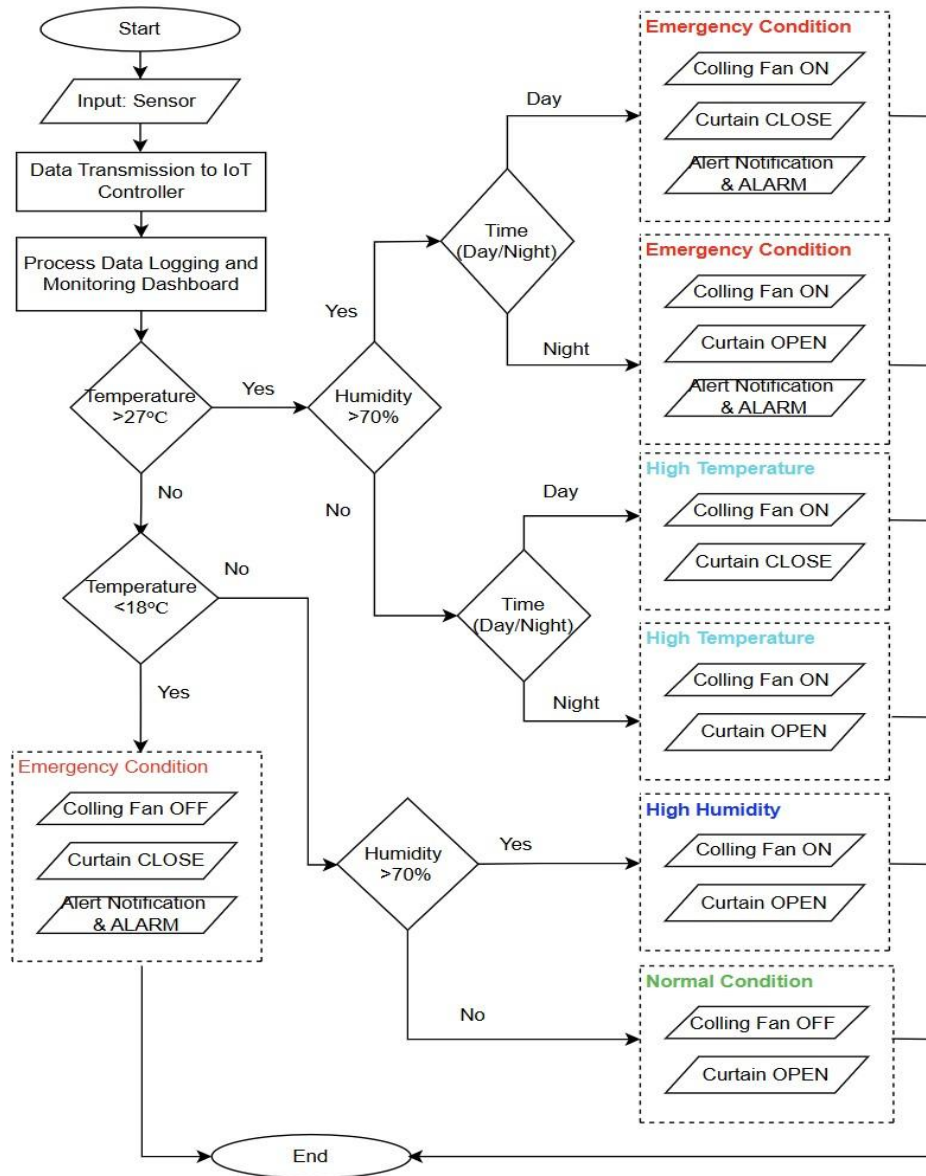 Start
Input: Sensor
Data Transmission to IoT
Controller
Process Data Logging and
Monitoring Dashboard
Temperature
>27°C
Yes
No
Humidity
>70%
Yes
No
Time
(Day/Night)
Day
Night
Emergency Condition
Colling Fan ON
Curtain CLOSE
Alert Notification
& ALARM
Emergency Condition
Colling Fan ON
Curtain OPEN
Alert Notification
& ALARM
Time
(Day/Night)
Day
Night
High Temperature
Colling Fan ON
Curtain CLOSE
High Temperature
Colling Fan ON
Curtain OPEN
Temperature
<18°C
No
Yes
Emergency Condition
Colling Fan OFF
Curtain CLOSE
Alert Notification
& ALARM
Humidity
>70%
Yes
No
High Humidity
Colling Fan ON
Curtain OPEN
Normal Condition
Colling Fan OFF
Curtain OPEN
End